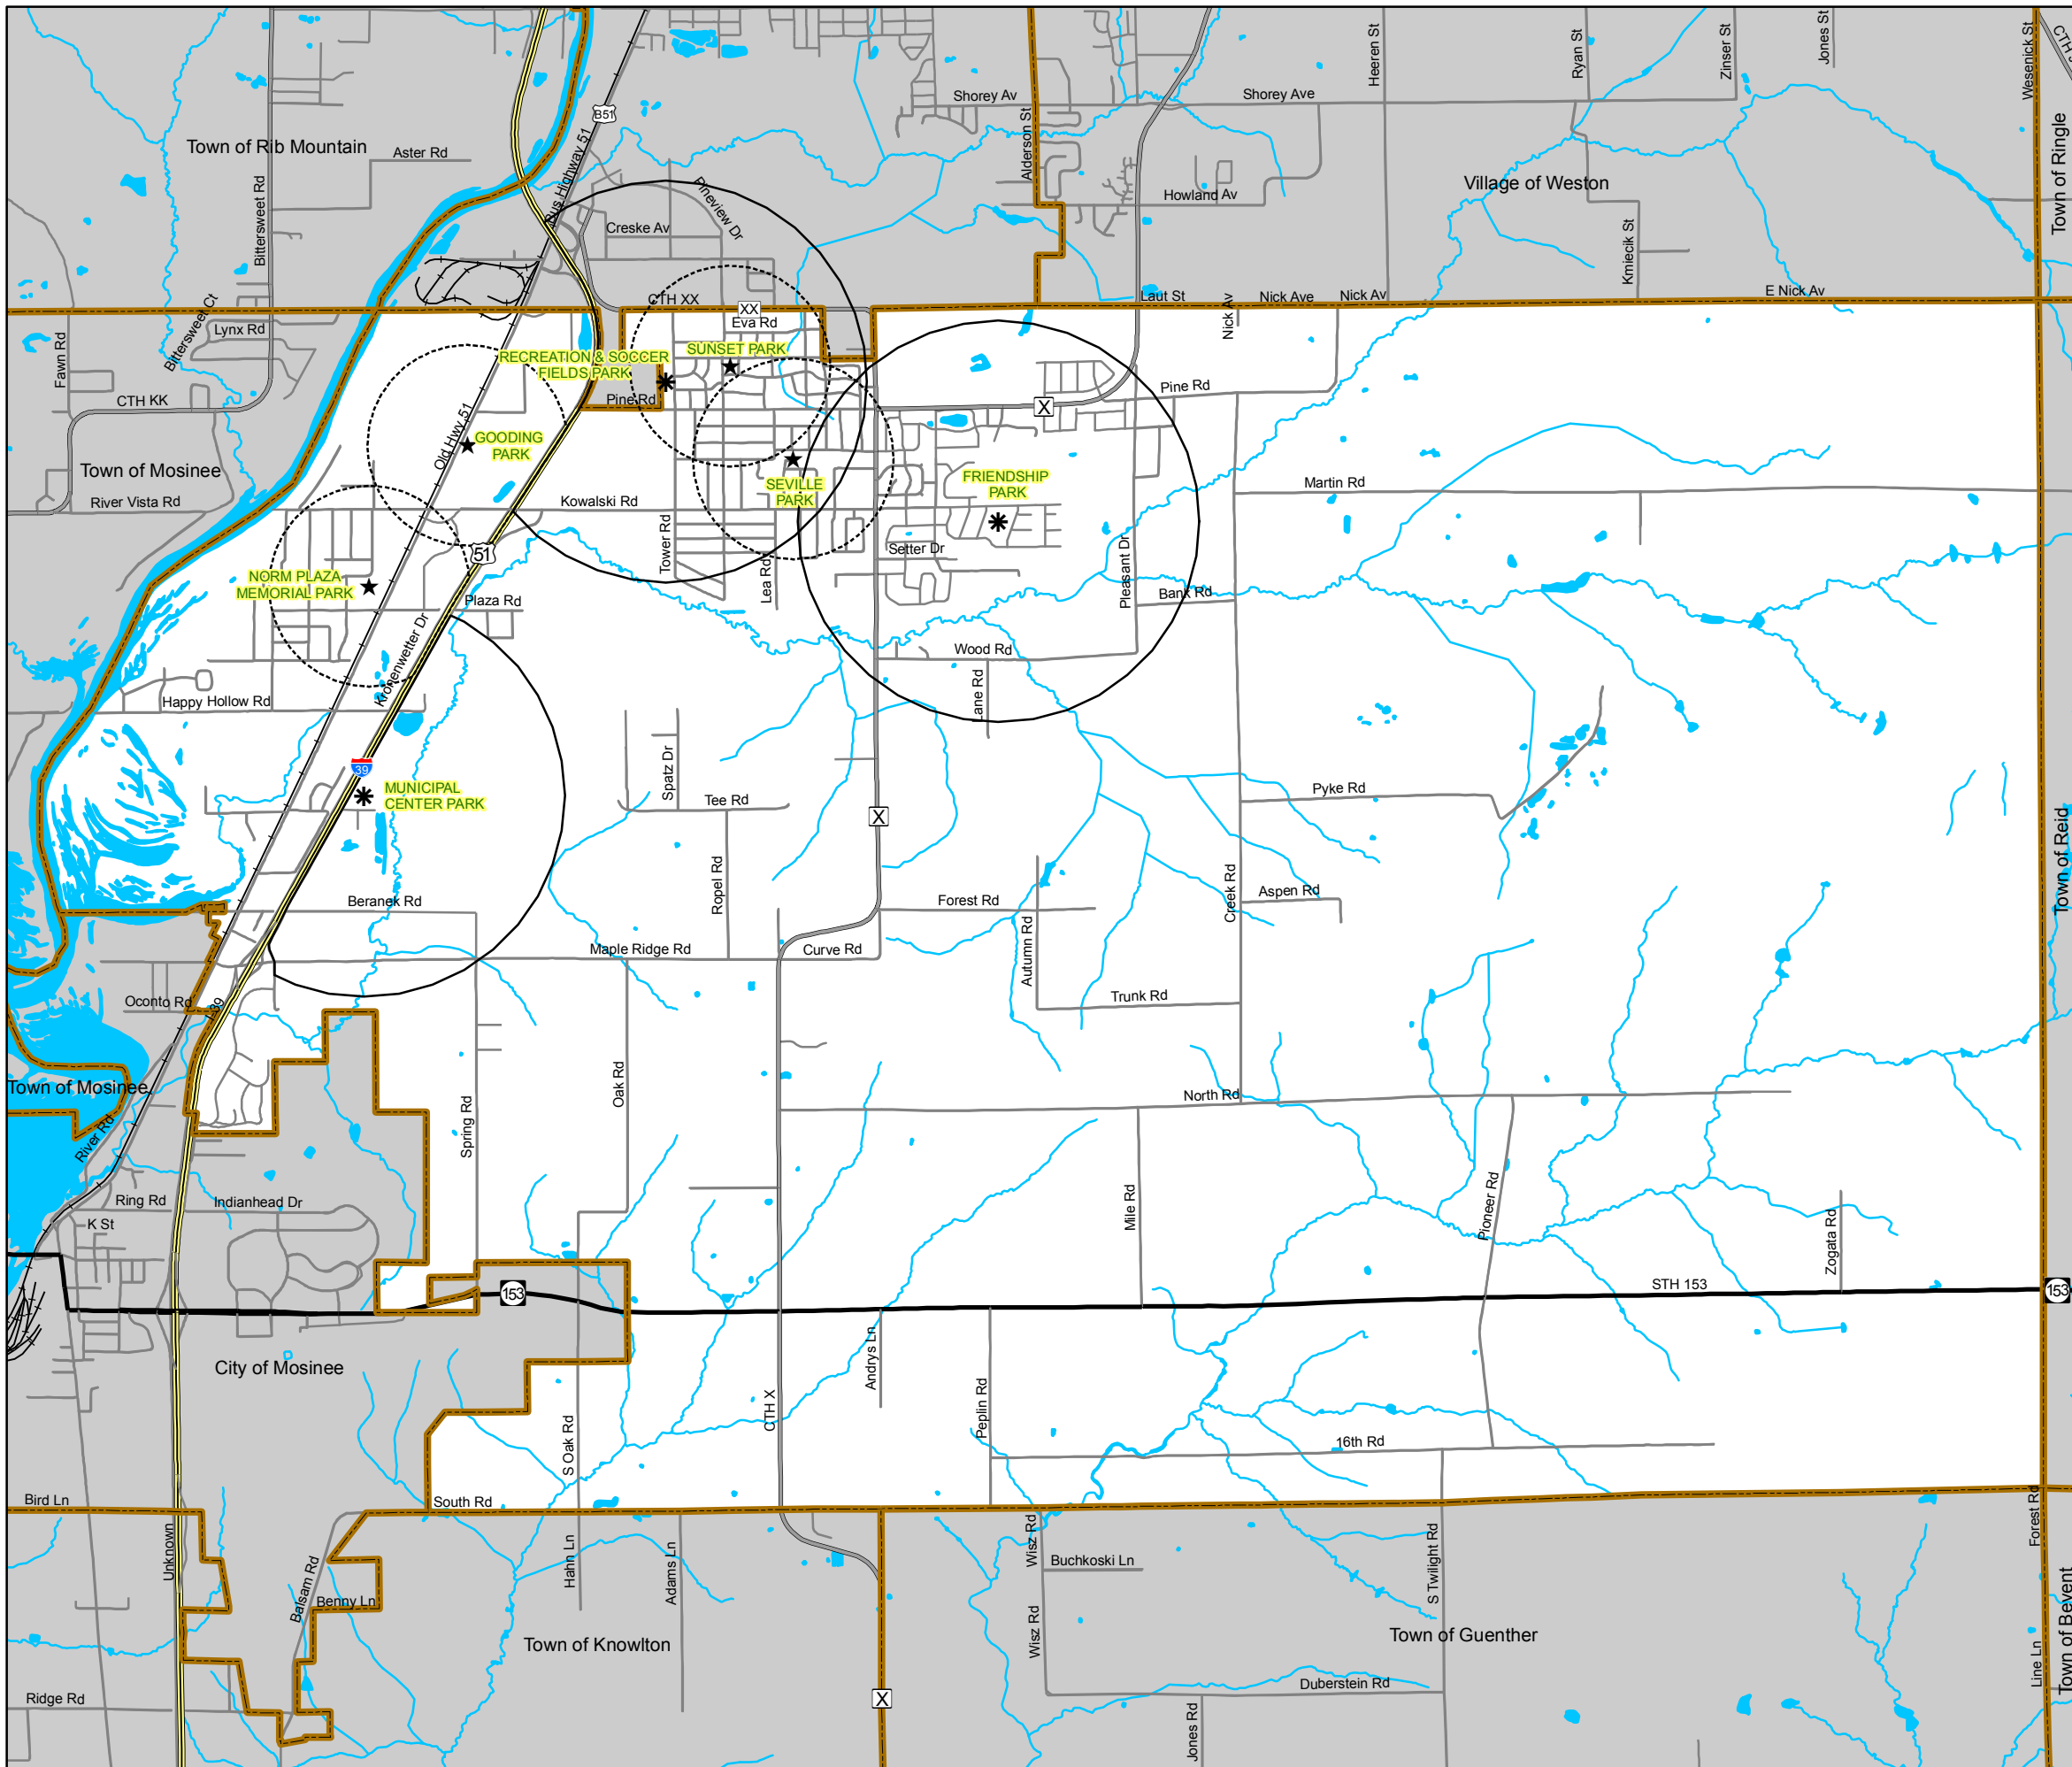 Heeren St
Ryan St
Zinser St
Jones St
Wesenick St
CTH
Shorey Av
Shorey Ave
B51
Bus Highway 51
Alderson St
Town of Ringle
Town of Rib Mountain
Aster Rd
Bittersweet Rd
Pineview Dr
Village of Weston
Howland Av
Creske Av
Kmiecik St
CTH XX
XX
Laut St
Nick Av
Nick Ave
Nick Av
E Nick Av
Fawn Rd
Bittersweet Ct
Lynx Rd
Eva Rd
SUNSET PARK
RECREATION & SOCCER
FIELDS PARK
CTH KK
Pine Rd
X
Pine Rd
Old Hwy 51
GOODING
PARK
Town of Mosinee
River Vista Rd
Kowalski Rd
SEVILLE
PARK
FRIENDSHIP
PARK
Martin Rd
51
Tower Rd
Lea Rd
Setter Dr
Pleasant Dr
NORM PLAZA
MEMORIAL PARK
Plaza Rd
Bank Rd
Kronenwetter Dr
Wood Rd
Lane Rd
Happy Hollow Rd
39
MUNICIPAL
CENTER PARK
Spatz Dr
Tee Rd
X
Pyke Rd
Town of Reid
Ropel Rd
Creek Rd
Aspen Rd
Beranek Rd
Forest Rd
Maple Ridge Rd
Curve Rd
Autumn Rd
Oconto Rd
I-39
Trunk Rd
Town of Mosinee
River Rd
Oak Rd
Spring Rd
North Rd
Ring Rd
Indianhead Dr
K St
Mile Rd
Pioneer Rd
Zogata Rd
153
STH 153
153
City of Mosinee
Andrys Ln
CTH X
Peplin Rd
S Oak Rd
16th Rd
Bird Ln
South Rd
Forest Rd
Unknown
Balsam Rd
Hahn Ln
Adams Ln
Wisz Rd
Buchkoski Ln
S Twilight Rd
Benny Ln
Town of Knowlton
Wisz Rd
Town of Guenther
Line Ln
Town of Bevent
Ridge Rd
X
Duberstein Rd
Jones Rd